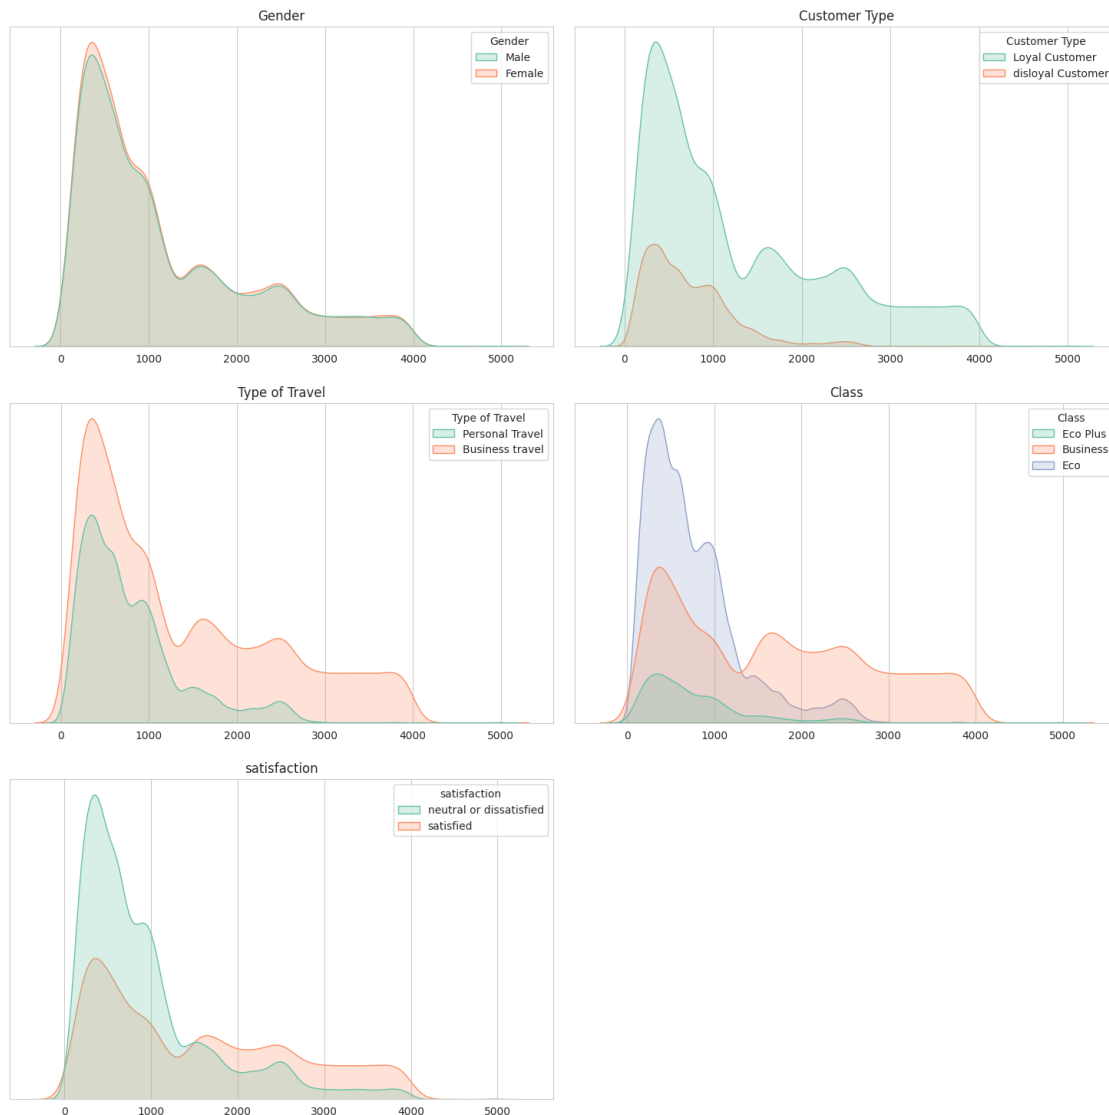 Gender
Gender
Male
Female
0 1000 2000 3000 4000 5000
Customer Type
Customer Type
Loyal Customer
disloyal Customer
0 1000 2000 3000 4000 5000
Type of Travel
Type of Travel
Personal Travel
Business travel
0 1000 2000 3000 4000 5000
Class
Class
Eco Plus
Business
Eco
0 1000 2000 3000 4000 5000
satisfaction
satisfaction
neutral or dissatisfied
satisfied
0 1000 2000 3000 4000 5000